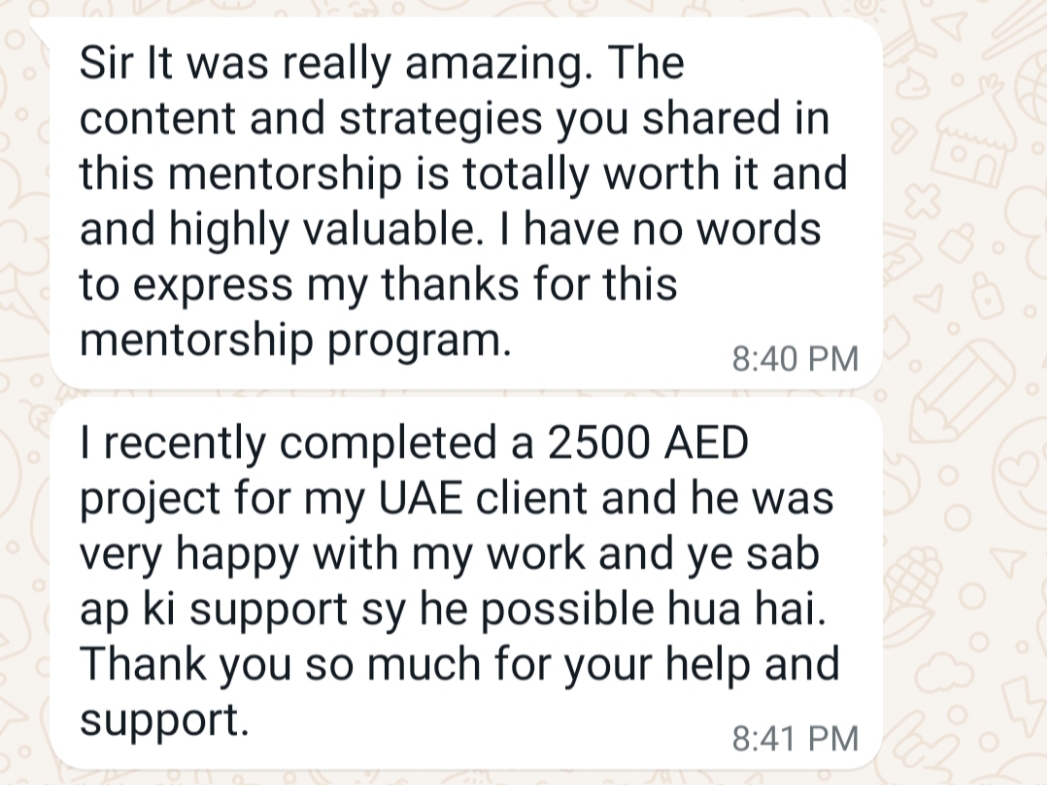 Sir It was really amazing. The
content and strategies you shared in
this mentorship is totally worth it and
and highly valuable. I have no words
to express my thanks for this
mentorship program.
8:40 PM
I recently completed a 2500 AED
project for my UAE client and he was
very happy with my work and ye sab
ap ki support sy he possible hua hai.
Thank you so much for your help and
support.
8:41 PM